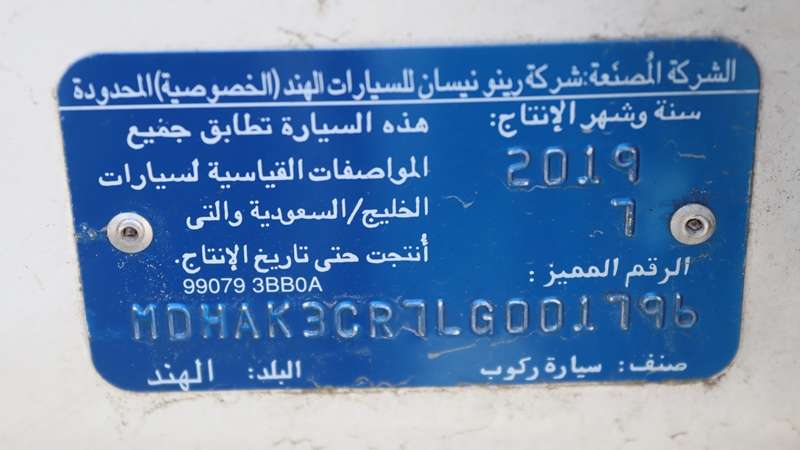 الشركة المُصنعة: شركة رينو نيسان للسيارات الهند (الخصوصية) المحدودة
سنة وشهر الإنتاج:
2019
7
هذه السيارة تطابق جميع
المواصفات القياسية لسيارات
الخليج/السعودية والتى
أُنتجت حتى تاريخ الإنتاج.
99079 3BB0A
الرقم المميز:
MDHAK3CR7LG001796
صنف: سيارة ركوب
البلد: الهند